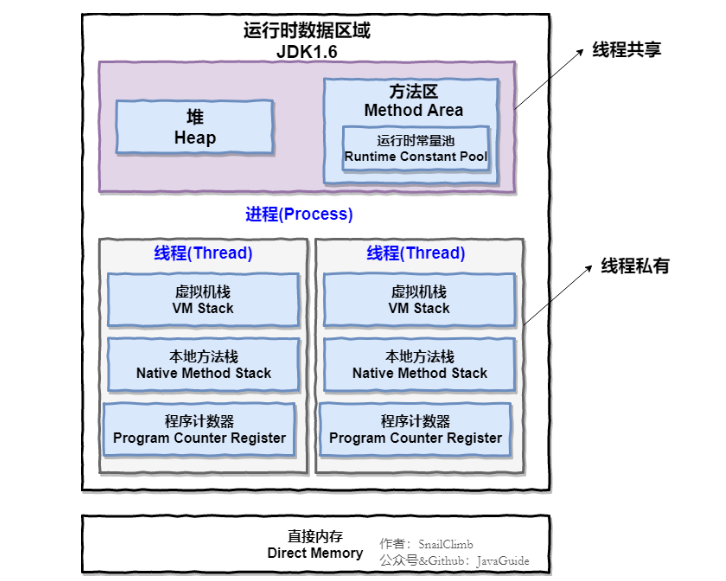 运行时数据区域
JDK1.6
线程共享
堆
Heap
方法区
Method Area
运行时常量池
Runtime Constant Pool
进程(Process)
线程(Thread)
虚拟机栈
VM Stack
本地方法栈
Native Method Stack
程序计数器
Program Counter Register
线程(Thread)
虚拟机栈
VM Stack
本地方法栈
Native Method Stack
程序计数器
Program Counter Register
线程私有
直接内存
Direct Memory
作者：SnailClimb
公众号&Github：JavaGuide